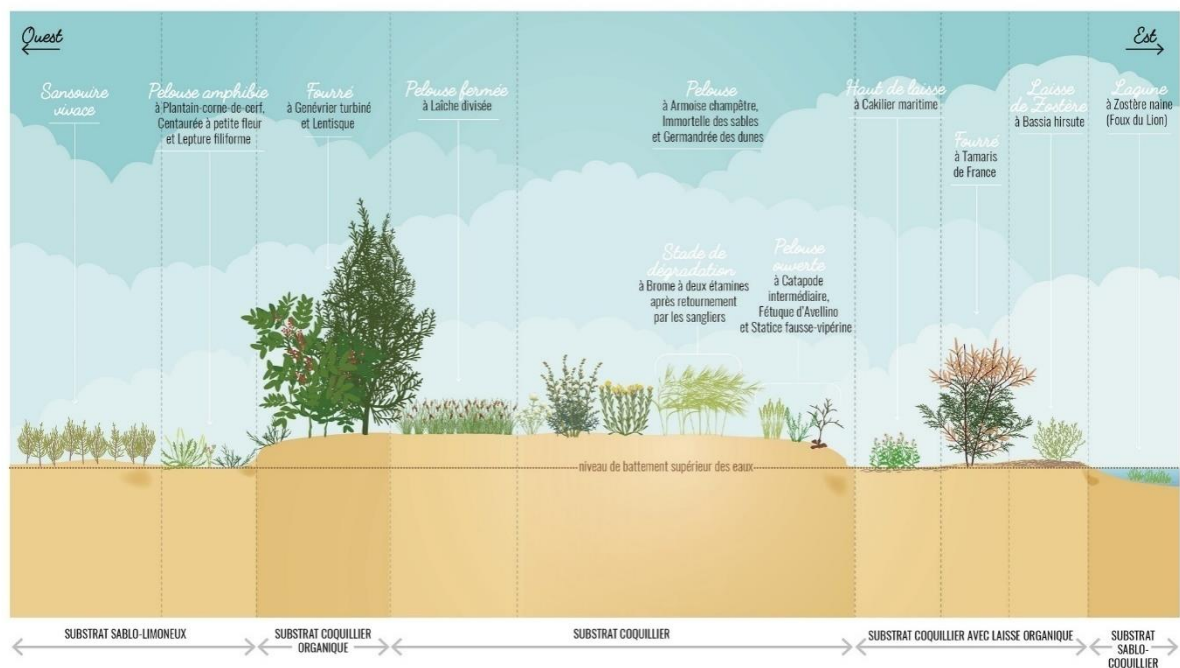 Ouest
Est
Sansouire
vivace
Pelouse amphibie
à Plantain-corne-de-cerf,
Centaurée à petite fleur
et Lepture filiforme
Fourré
à Genévrier turbiné
et Lentisque
Pelouse fermée
à Laîche divisée
Pelouse
à Armoise champêtre,
Immortelle des sables
et Germandrée des dunes
Haut de laisse
à Cakilier maritime
Fourré
à Tamaris
de France
Laisse
de Zostère
à Bassia hirsute
Lagune
à Zostère naine
(Foux du Lion)
Stade de
dégradation
à Brome à deux étamines
après retournement
par les sangliers
Pelouse
ouverte
à Catapode
intermédiaire,
Fétuque d'Avellino
et Statice fausse-vipérine
niveau de battement supérieur des eaux
SUBSTRAT SABLO-LIMONEUX
SUBSTRAT COQUILLIER
ORGANIQUE
SUBSTRAT COQUILLIER
SUBSTRAT COQUILLIER AVEC LAISSE ORGANIQUE
SUBSTRAT
SABLO-
COQUILLIER